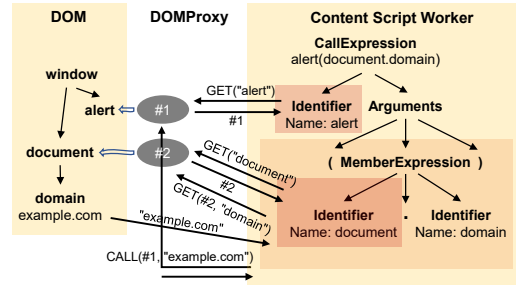 DOM
DOMProxy
Content Script Worker
CallExpression
alert(document.domain)
window
GET("alert")
alert
#1
Identifier
Name: alert
Arguments
#1
document
#2
GET("document")
( MemberExpression )
#2
GET(#2, "domain")
domain
example.com
"example.com"
Identifier
Name: document
.
Identifier
Name: domain
CALL(#1, "example.com")